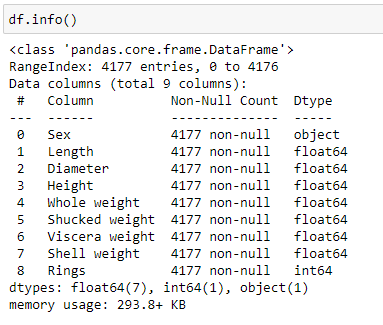 df.info()
<class 'pandas.core.frame.DataFrame'>
RangeIndex: 4177 entries, 0 to 4176
Data columns (total 9 columns):
 #   Column          Non-Null Count  Dtype
---  ------          --------------  -----
 0   Sex             4177 non-null   object
 1   Length          4177 non-null   float64
 2   Diameter        4177 non-null   float64
 3   Height          4177 non-null   float64
 4   Whole weight    4177 non-null   float64
 5   Shucked weight  4177 non-null   float64
 6   Viscera weight  4177 non-null   float64
 7   Shell weight    4177 non-null   float64
 8   Rings           4177 non-null   int64
dtypes: float64(7), int64(1), object(1)
memory usage: 293.8+ KB